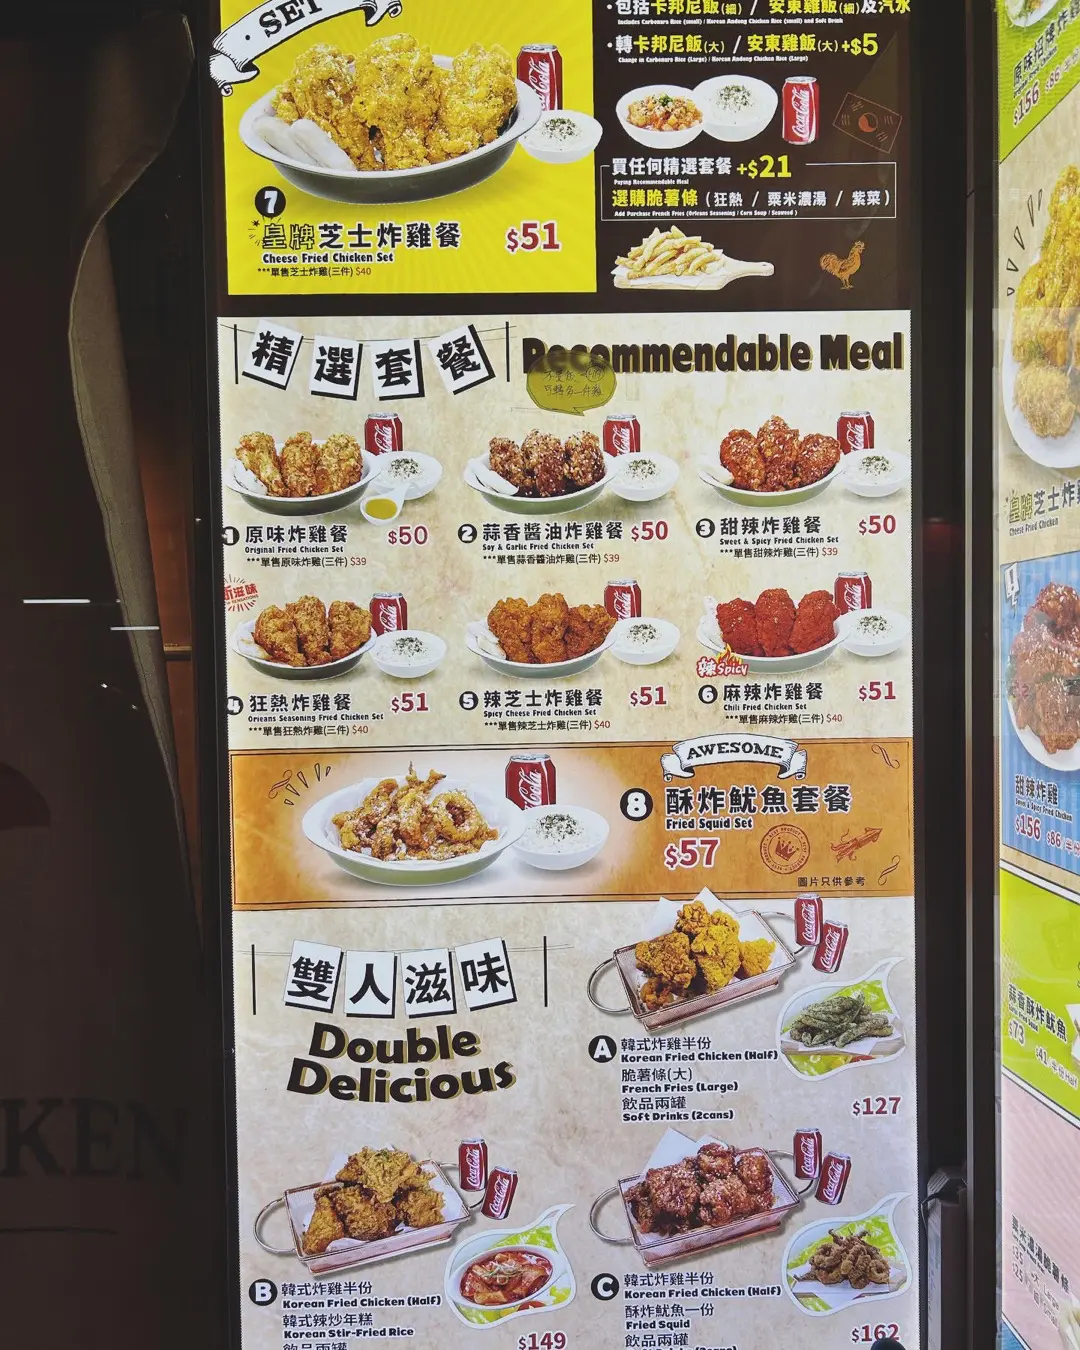 SET
7
皇牌芝士炸雞餐
Cheese Fried Chicken Set
***單售芝士炸雞(三件) $40
$51
·包括卡邦尼飯(細) / 安東雞飯(細)及汽水
Includes Carbonara Rice (small) / Korean Andong Chicken Rice (small) and Soft Drink
·轉卡邦尼飯(大) / 安東雞飯(大)+$5
Change in Carbonara Rice (Large) / Korean Andong Chicken Rice (Large)
買任何精選套餐+$21
Paying Recommendable Meal
選購脆薯條 ( 狂熱 / 粟米濃湯 / 紫菜 )
Add Purchase French Fries (Orleans Seasoning / Corn Soup / Seaweed )
精選套餐
Recommendable Meal
1 原味炸雞餐 $50
Original Fried Chicken Set
***單售原味炸雞(三件) $39
2 蒜香醬油炸雞餐 $50
Soy & Garlic Fried Chicken Set
***單售蒜香醬油炸雞(三件) $39
3 甜辣炸雞餐 $50
Sweet & Spicy Fried Chicken Set
***單售甜辣炸雞(三件) $39
新滋味
4 狂熱炸雞餐 $51
Orleans Seasoning Fried Chicken Set
***單售狂熱炸雞(三件) $40
5 辣芝士炸雞餐 $51
Spicy Cheese Fried Chicken Set
***單售辣芝士炸雞(三件) $40
辣 Spicy
6 麻辣炸雞餐 $51
Chili Fried Chicken Set
***單售麻辣炸雞(三件) $40
AWESOME
8 酥炸魷魚套餐
Fried Squid Set
$57
圖片只供參考
雙人滋味
Double
Delicious
A 韓式炸雞半份
Korean Fried Chicken (Half)
脆薯條(大)
French Fries (Large)
飲品兩罐
Soft Drinks (2cans)
$127
B 韓式炸雞半份
Korean Fried Chicken (Half)
韓式辣炒年糕
Korean Stir-Fried Rice
飲品兩罐
$149
C 韓式炸雞半份
Korean Fried Chicken (Half)
酥炸魷魚一份
Fried Squid
飲品兩罐
$162
KEN
原味招牌炸雞
$156 $86
皇牌芝士炸
Cheese Fried Chicken
甜辣炸雞
Sweet & Spicy Fried Chicken
$156 $86
蒜香酥炸魷魚
$73
$41 Half